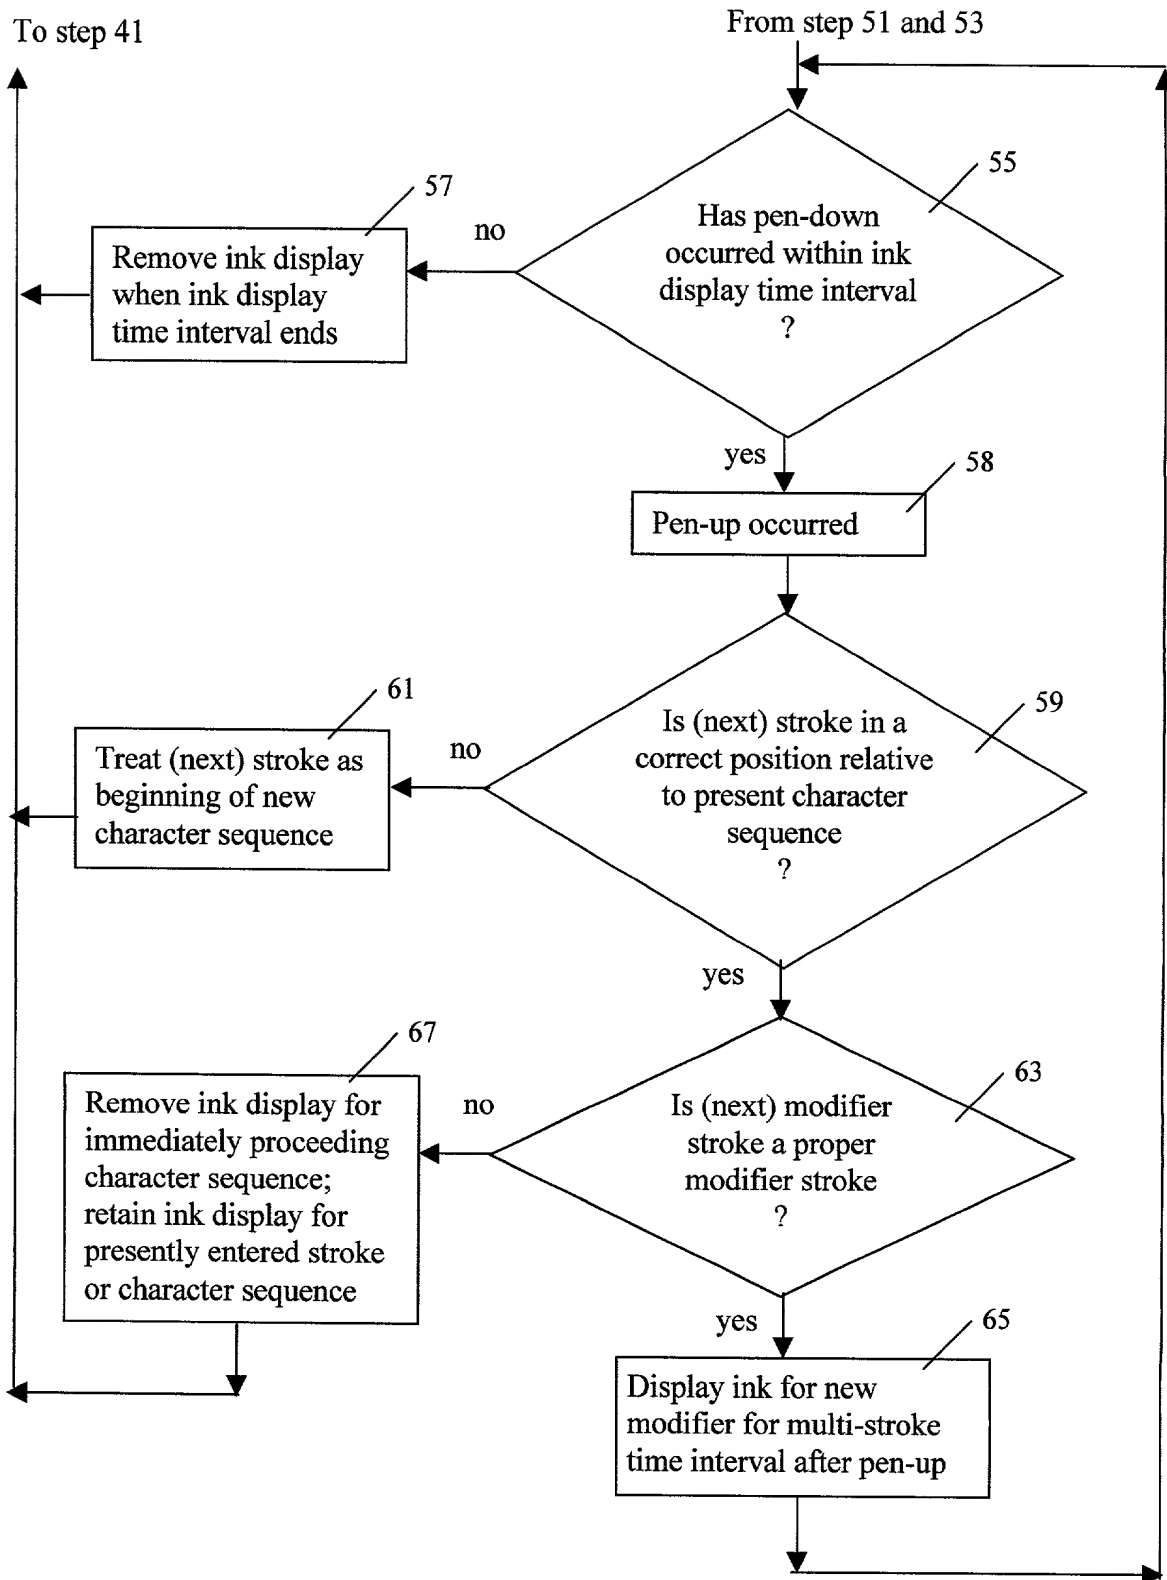 To step 41
From step 51 and 53
55
Has pen-down
occurred within ink
display time interval
?
57
no
Remove ink display
when ink display
time interval ends
yes
58
Pen-up occurred
59
Is (next) stroke in a
correct position relative
to present character
sequence
?
61
no
Treat (next) stroke as
beginning of new
character sequence
yes
63
Is (next) modifier
stroke a proper
modifier stroke
?
67
no
Remove ink display for
immediately proceeding
character sequence;
retain ink display for
presently entered stroke
or character sequence
yes
65
Display ink for new
modifier for multi-stroke
time interval after pen-up